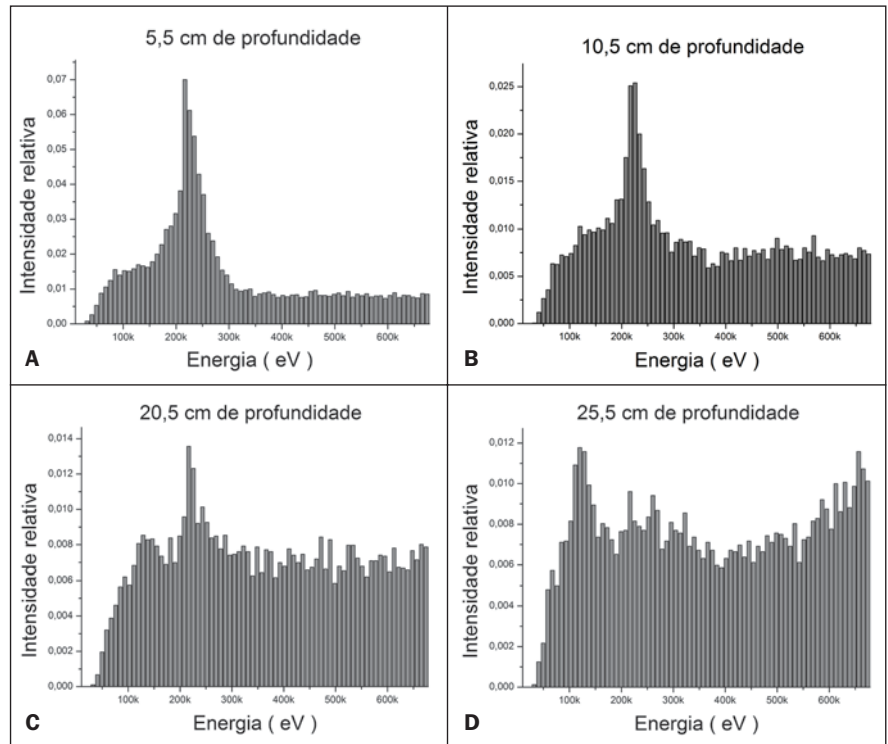 5,5 cm de profundidade
Intensidade relativa
0,07
0,06
0,05
0,04
0,03
0,02
0,01
0,00
100k 200k 300k 400k 500k 600k
Energia ( eV )
A
10,5 cm de profundidade
Intensidade relativa
0,025
0,020
0,015
0,010
0,005
0,000
100k 200k 300k 400k 500k 600k
Energia ( eV )
B
20,5 cm de profundidade
Intensidade relativa
0,014
0,012
0,010
0,008
0,006
0,004
0,002
0,000
100k 200k 300k 400k 500k 600k
Energia ( eV )
C
25,5 cm de profundidade
Intensidade relativa
0,012
0,010
0,008
0,006
0,004
0,002
0,000
100k 200k 300k 400k 500k 600k
Energia ( eV )
D